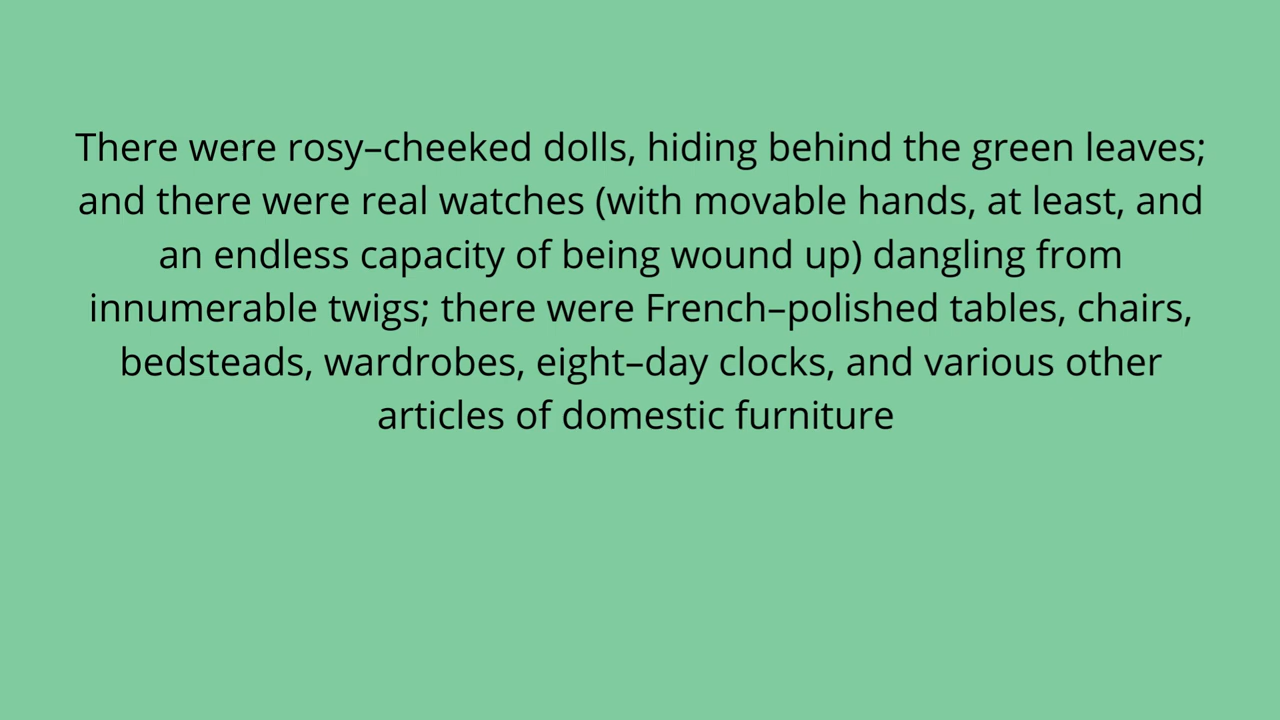 There were rosy–cheeked dolls, hiding behind the green leaves;
and there were real watches (with movable hands, at least, and
an endless capacity of being wound up) dangling from
innumerable twigs; there were French–polished tables, chairs,
bedsteads, wardrobes, eight–day clocks, and various other
articles of domestic furniture